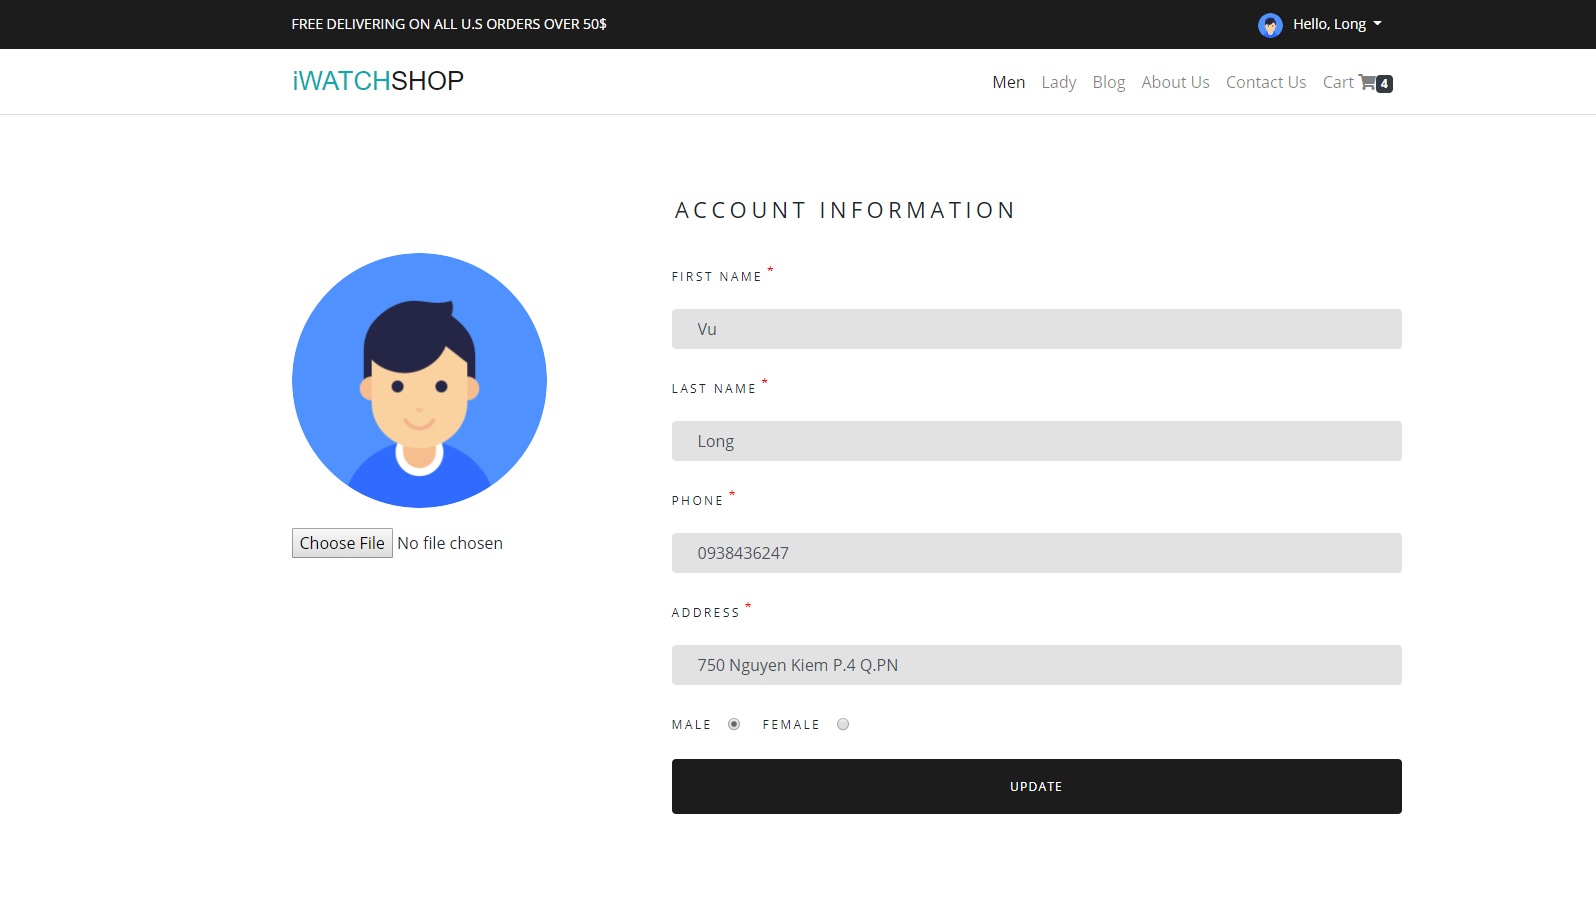 FREE DELIVERING ON ALL U.S ORDERS OVER 50$ Hello, Long
iWATCHSHOP Men Lady Blog About Us Contact Us Cart 4
ACCOUNT INFORMATION
FIRST NAME *
Vu
LAST NAME *
Long
PHONE *
0938436247
ADDRESS *
750 Nguyen Kiem P.4 Q.PN
MALE FEMALE
UPDATE
Choose File No file chosen